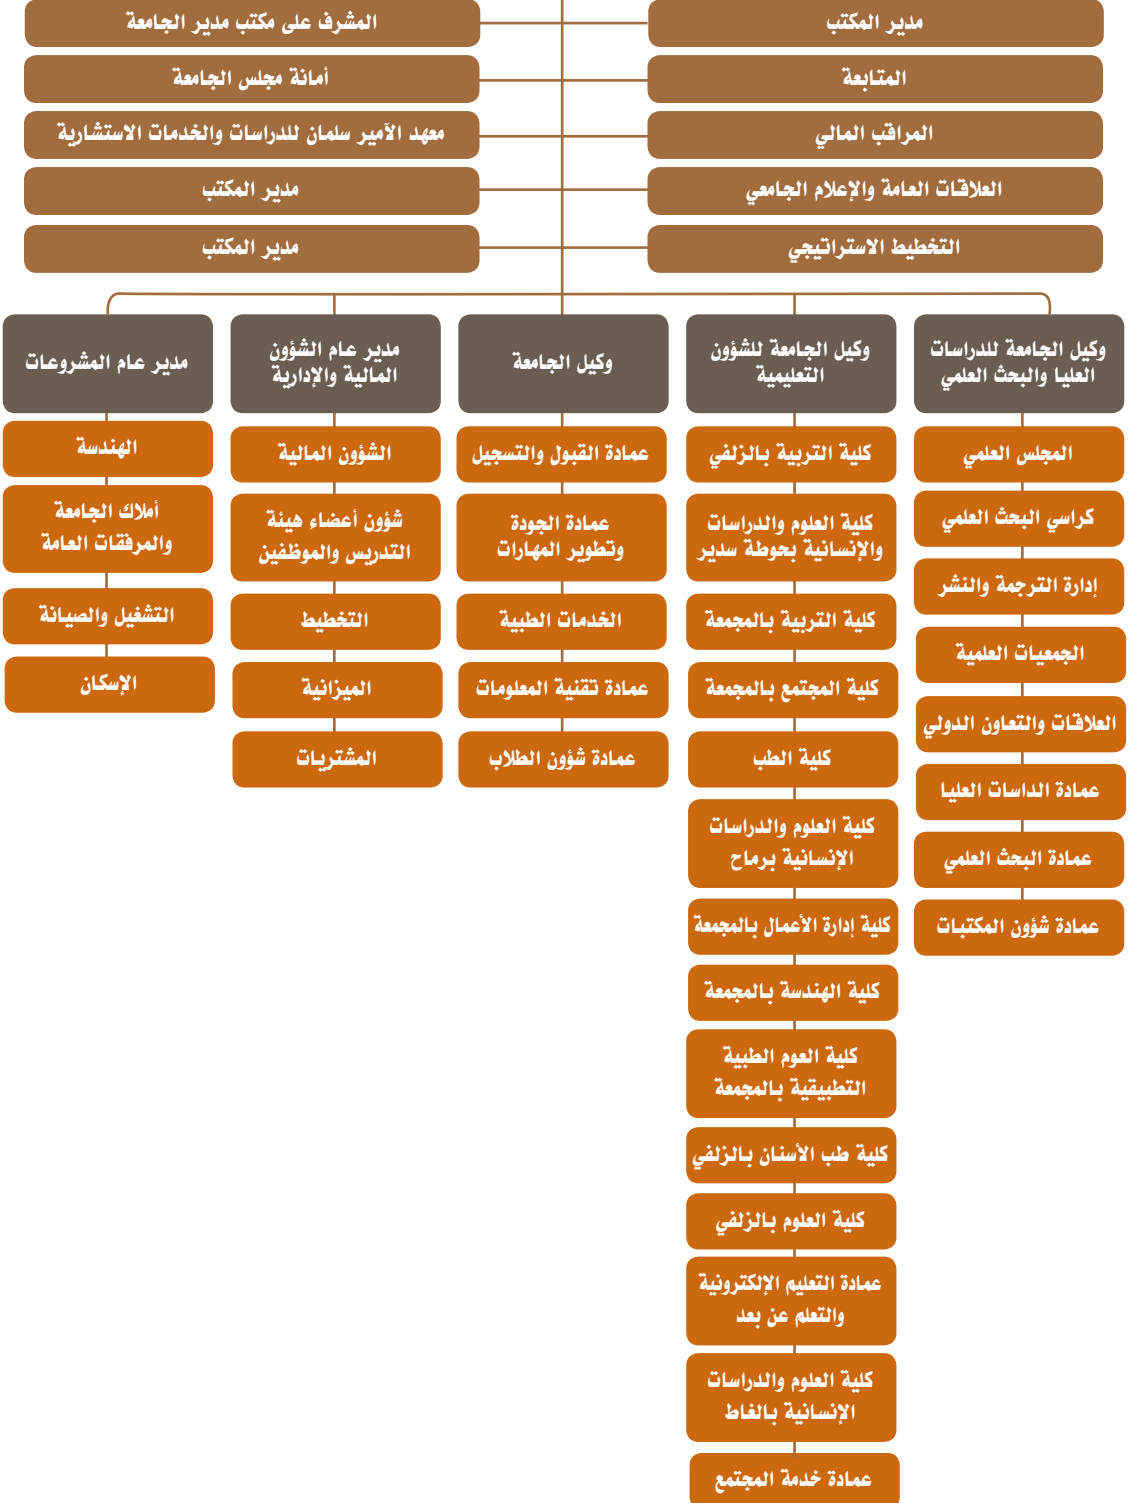 مدير المكتب
المشرف على مكتب مدير الجامعة
المتابعة
أمانة مجلس الجامعة
المراقب المالي
معهد الآمير سلمان للدراسات والخدمات الاستشارية
العلاقات العامة والإعلام الجامعي
مدير المكتب
التخطيط الاستراتيجي
مدير المكتب
وكيل الجامعة للدراسات
العليا والبحث العلمي
المجلس العلمي
كراسي البحث العلمي
إدارة الترجمة والنشر
الجمعيات العلمية
العلاقات والتعاون الدولي
عمادة الداسات العليا
عمادة البحث العلمي
عمادة شؤون المكتبات
وكيل الجامعة للشؤون
التعليمية
كلية التربية بالزلفي
كلية العلوم والدراسات
والإنسانية بحوطة سدير
كلية التربية بالمجمعة
كلية المجتمع بالمجمعة
كلية الطب
كلية العلوم والدراسات
الإنسانية برماح
كلية إدارة الأعمال بالمجمعة
كلية الهندسة بالمجمعة
كلية العوم الطبية
التطبيقية بالمجمعة
كلية طب الأسنان بالزلفي
كلية العلوم بالزلفي
عمادة التعليم الإلكترونية
والتعلم عن بعد
كلية العلوم والدراسات
الإنسانية بالغاط
عمادة خدمة المجتمع
وكيل الجامعة
عمادة القبول والتسجيل
عمادة الجودة
وتطوير المهارات
الخدمات الطبية
عمادة تقنية المعلومات
عمادة شؤون الطلاب
مدير عام الشؤون
المالية والإدارية
الشؤون المالية
شؤون أعضاء هيئة
التدريس والموظفين
التخطيط
الميزانية
المشتريات
مدير عام المشروعات
الهندسة
أملاك الجامعة
والمرفقات العامة
التشغيل والصيانة
الإسكان